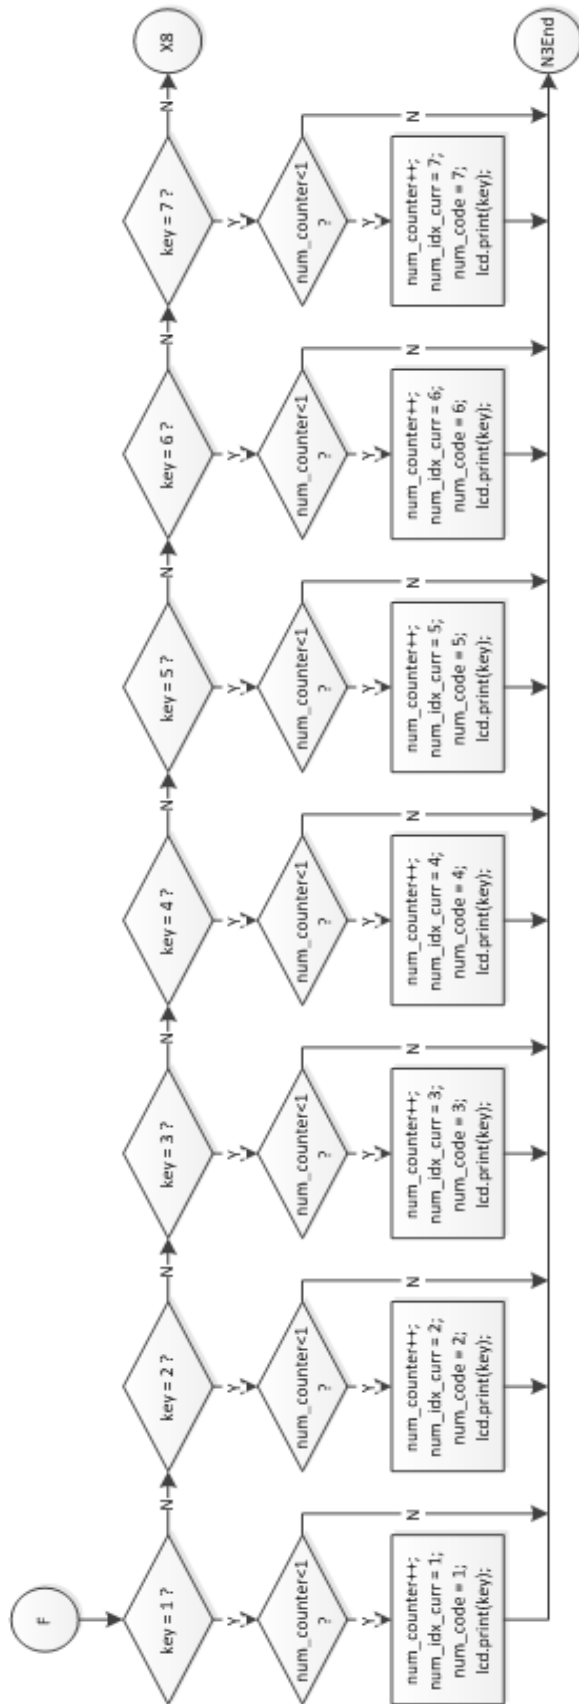 F
key = 1 ?
N
key = 2 ?
N
key = 3 ?
N
key = 4 ?
N
key = 5 ?
N
key = 6 ?
N
key = 7 ?
N
X8
Y
Y
Y
Y
Y
Y
Y
num_counter<1
?
N
num_counter<1
?
N
num_counter<1
?
N
num_counter<1
?
N
num_counter<1
?
N
num_counter<1
?
N
num_counter<1
?
N
Y
Y
Y
Y
Y
Y
Y
num_counter++;
num_idx_curr = 1;
num_code = 1;
lcd.print(key);
num_counter++;
num_idx_curr = 2;
num_code = 2;
lcd.print(key);
num_counter++;
num_idx_curr = 3;
num_code = 3;
lcd.print(key);
num_counter++;
num_idx_curr = 4;
num_code = 4;
lcd.print(key);
num_counter++;
num_idx_curr = 5;
num_code = 5;
lcd.print(key);
num_counter++;
num_idx_curr = 6;
num_code = 6;
lcd.print(key);
num_counter++;
num_idx_curr = 7;
num_code = 7;
lcd.print(key);
N3End